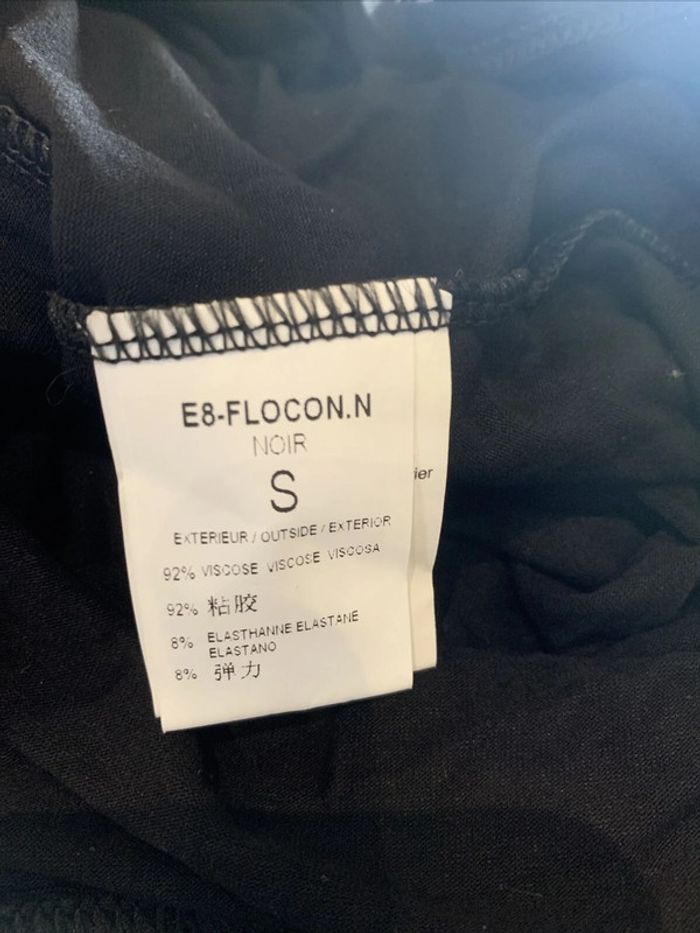 E8-FLOCON.N
NOIR
S
EXTERIEUR / OUTSIDE / EXTERIOR
92% VISCOSE VISCOSE VISCOSA
92% 粘胶
8% ELASTHANNE ELASTANE
ELASTANO
8% 弹力